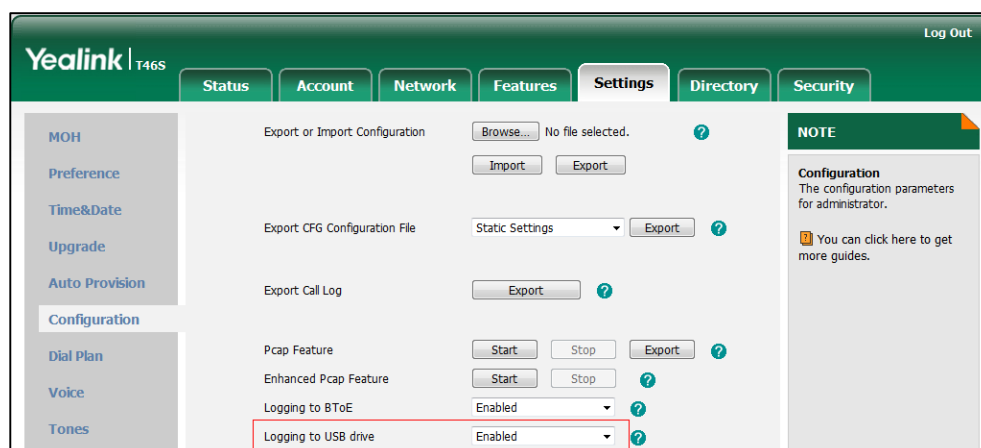 Log Out
Yealink | T46S
Status Account Network Features Settings Directory Security
MOH
Preference
Time&Date
Upgrade
Auto Provision
Configuration
Dial Plan
Voice
Tones
Export or Import Configuration Browse... No file selected. ?
Import Export
Export CFG Configuration File Static Settings Export ?
Export Call Log Export ?
Pcap Feature Start Stop Export ?
Enhanced Pcap Feature Start Stop ?
Logging to BToE Enabled ?
Logging to USB drive Enabled ?
NOTE
Configuration
The configuration parameters
for administrator.
? You can click here to get
more guides.